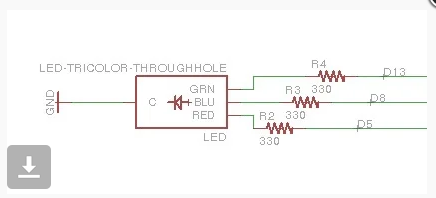 LED-TRICOLOR-THROUGHHOLE
R4
330
D13
GRN
BLU
RED
C
GND
R3
330
D8
R2
330
D5
LED